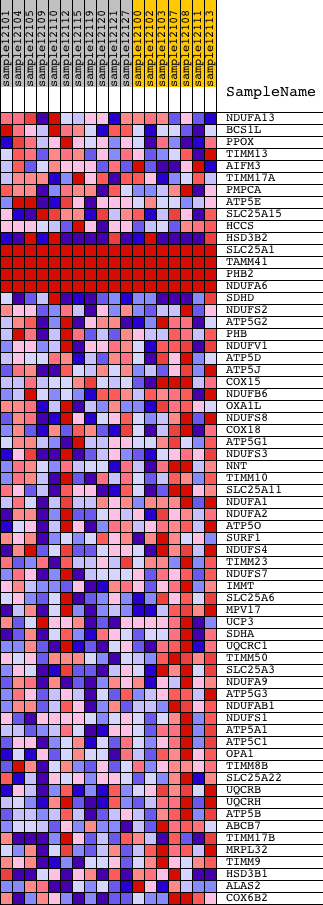 sample12101
sample12104
sample12105
sample12109
sample12110
sample12112
sample12115
sample12120
sample12100
sample12102
sample12103
sample12107
sample12108
sample12111
SampleName
NDUFA13
BCS1L
PPOX
TIMM13
AIFM3
TIMM17A
PMPCA
ATP5E
SLC25A15
HCCS
HSD3B2
SLC25A1
TAMM41
PHB2
NDUFA6
SDHD
NDUFS2
ATP5G2
PHB
NDUFV1
ATP5D
ATP5J
COX15
NDUFB6
OXA1L
NDUFS8
COX18
ATP5G1
NDUFS3
NNT
TIMM10
SLC25A11
NDUFA1
NDUFA2
ATP5O
SURF1
NDUFS4
TIMM23
NDUFS7
IMMT
SLC25A6
MPV17
UCP3
SDHA
UQCRC1
TIMM50
SLC25A3
NDUFA9
ATP5G3
NDUFAB1
NDUFS1
ATP5A1
ATP5C1
OPA1
TIMM8B
SLC25A22
UQCRB
UQCRH
ATP5B
ABCB7
TIMM17B
MRPL32
TIMM9
HSD3B1
ALAS2
COX6B2